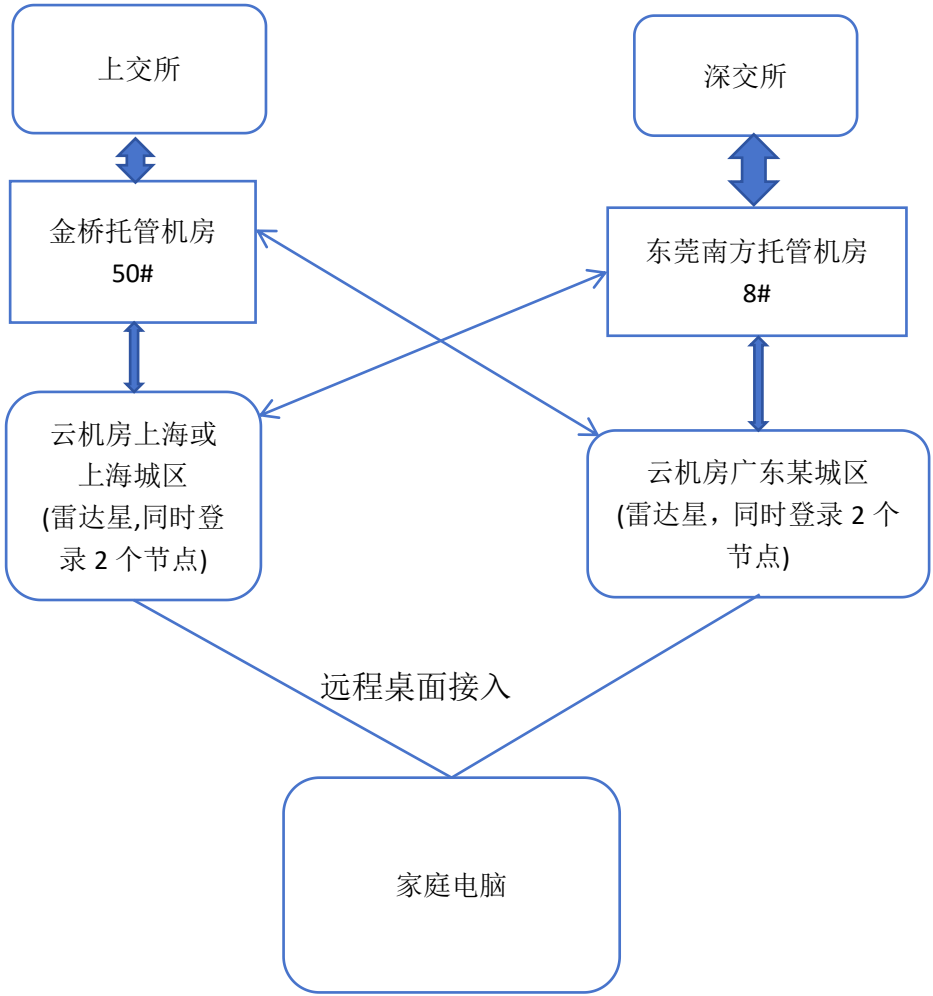 上交所
深交所
金桥托管机房
50#
东莞南方托管机房
8#
云机房上海或
上海城区
(雷达星,同时登
录 2 个节点)
云机房广东某城区
(雷达星，同时登录 2 个
节点)
远程桌面接入
家庭电脑